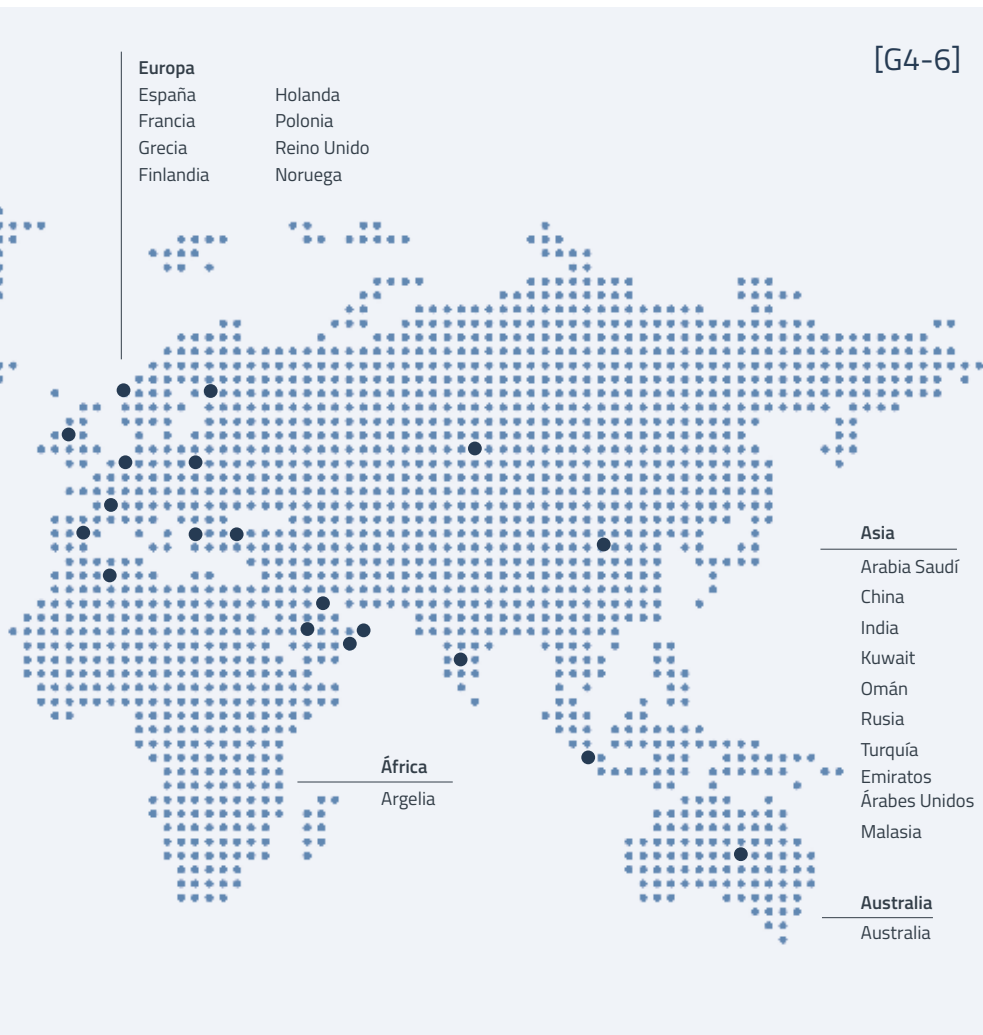 [G4-6]
Europa
España
Francia
Grecia
Finlandia
Holanda
Polonia
Reino Unido
Noruega
Asia
Arabia Saudí
China
India
Kuwait
Omán
Rusia
Turquía
Emiratos
Árabes Unidos
Malasia
África
Argelia
Australia
Australia